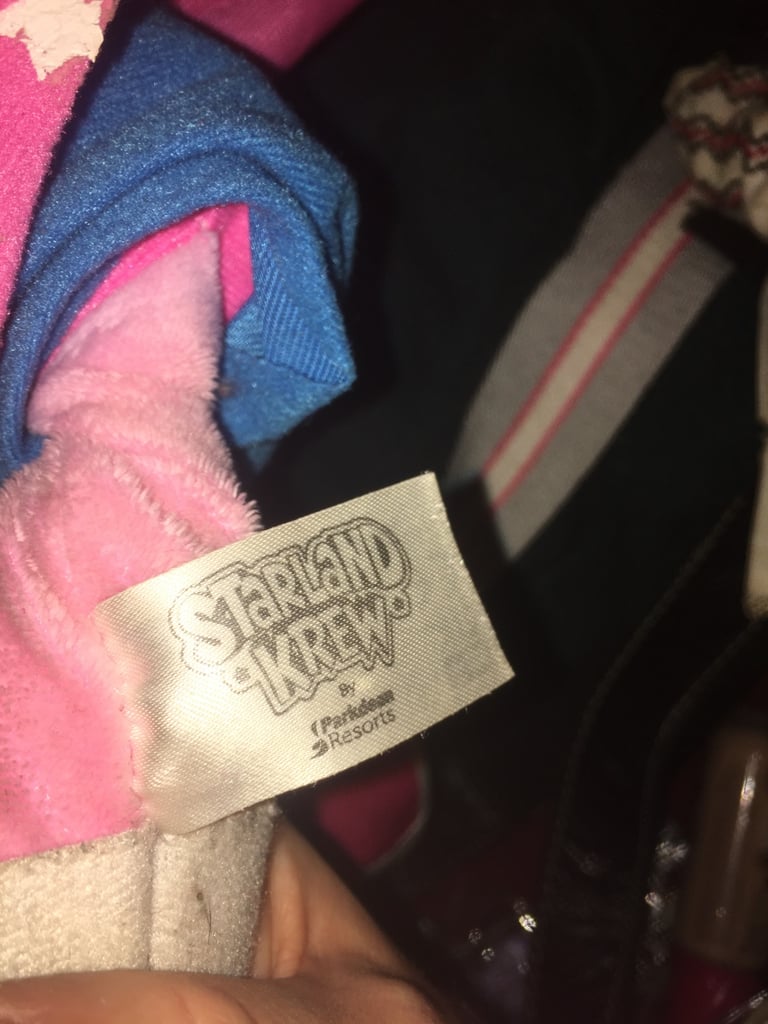 STARLAND
KREW
By
Parkdean
Resorts